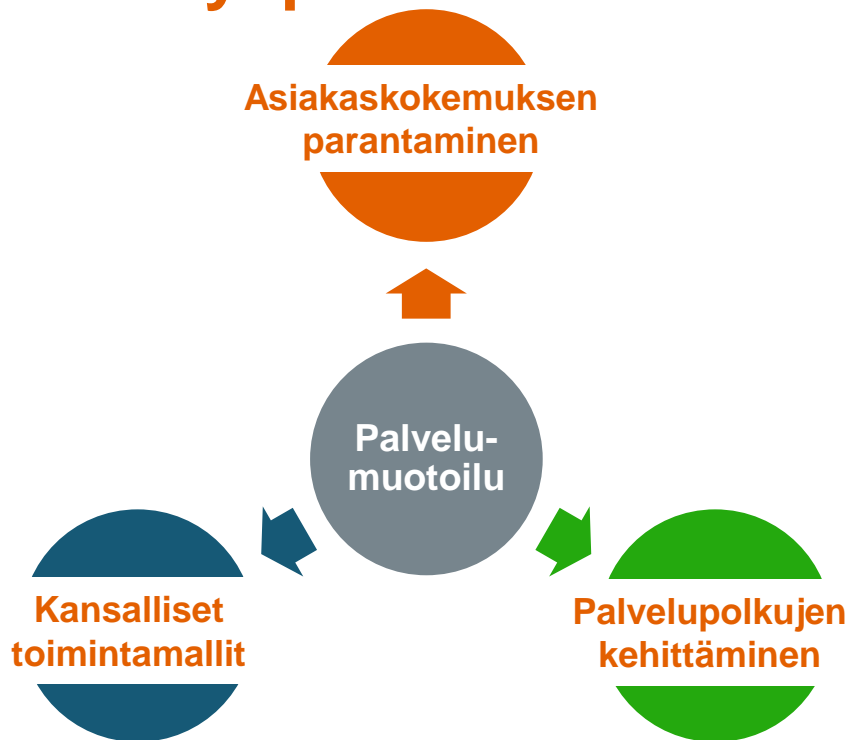 Asiakaskokemuksen
parantaminen
Palvelu-
muotoilu
Kansalliset
toimintamallit
Palvelupolkujen
kehittäminen